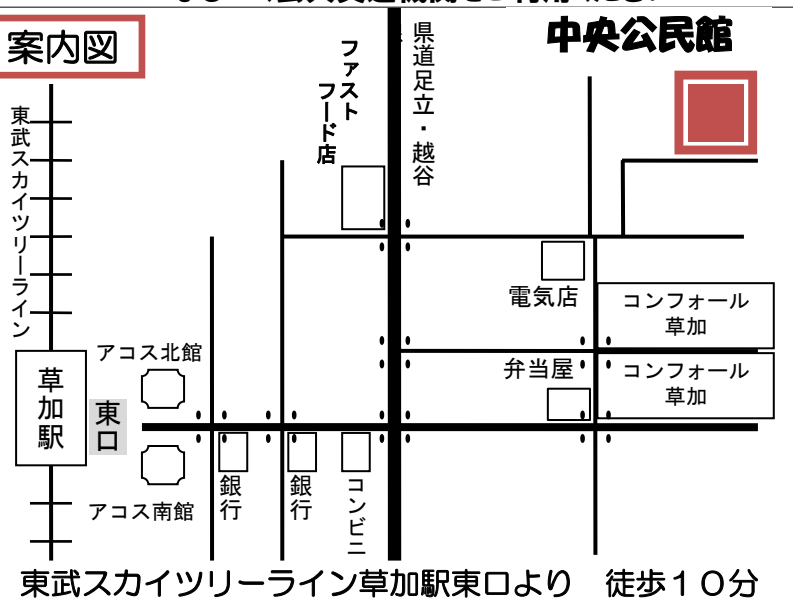 案内図
中央公民館
県道足立・越谷
ファスト
フード店
東武スカイツリーライン
電気店
コンフォール
草加
アコス北館
弁当屋
コンフォール
草加
草加駅
東口
アコス南館
銀行
銀行
コンビニ
東武スカイツリーライン草加駅東口より　徒歩１０分